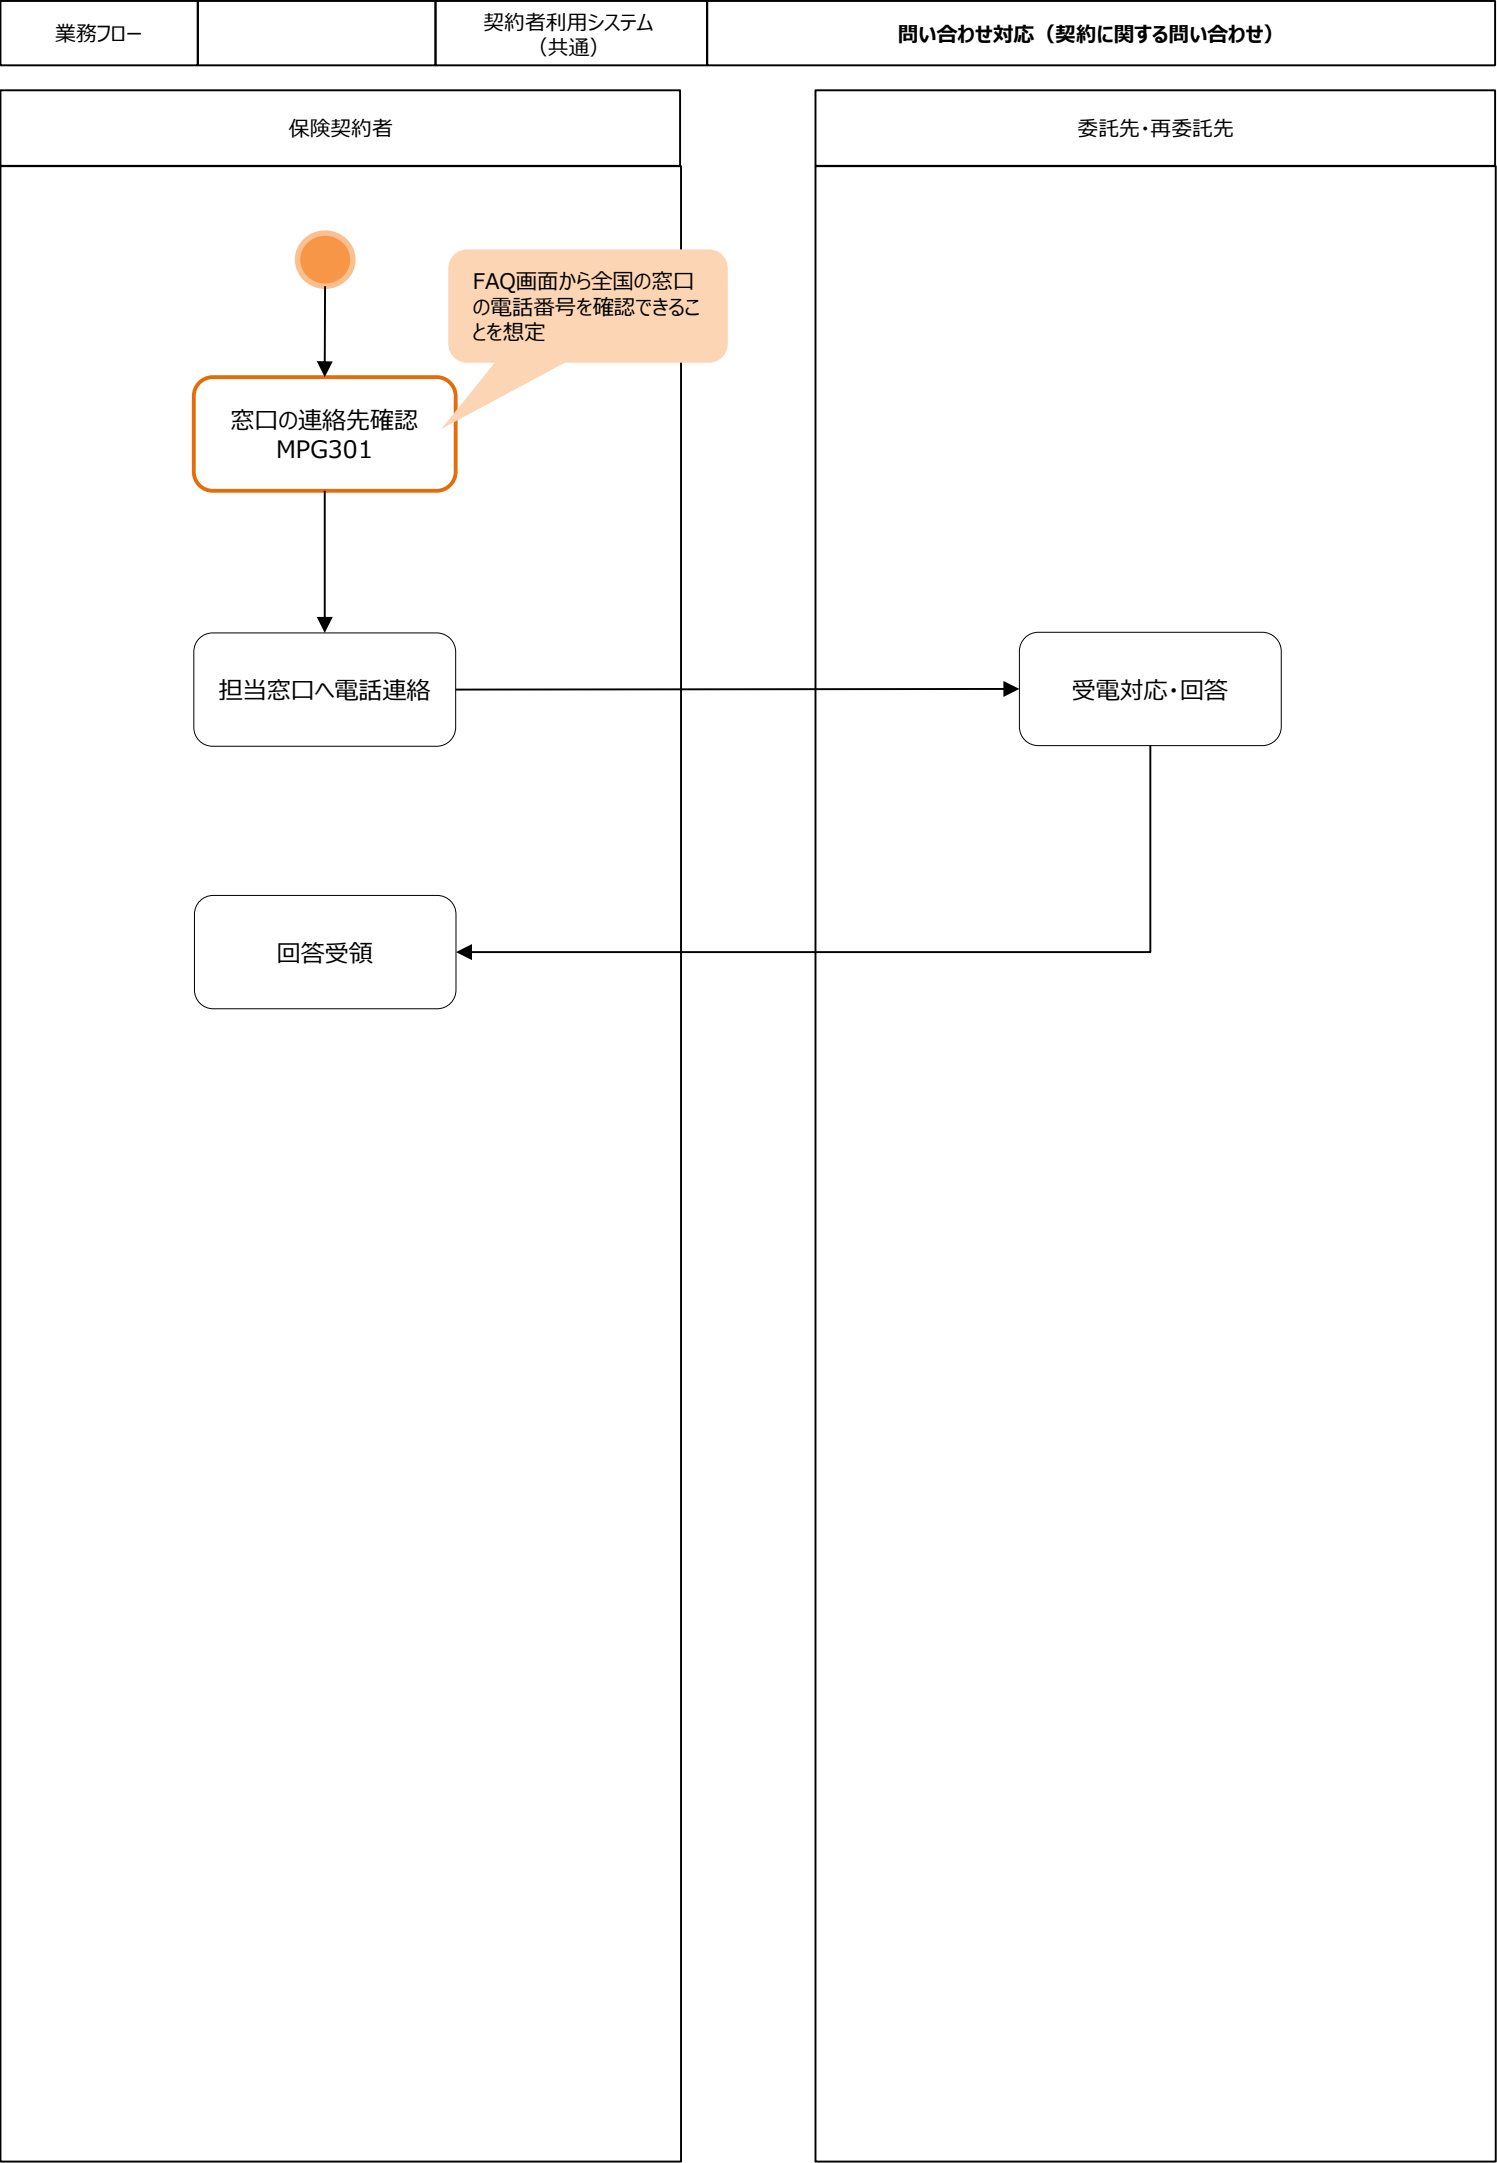 業務フロー
契約者利用システム
（共通）
問い合わせ対応（契約に関する問い合わせ）
保険契約者
委託先・再委託先
FAQ画面から全国の窓口
の電話番号を確認できるこ
とを想定
窓口の連絡先確認
MPG301
担当窓口へ電話連絡
受電対応・回答
回答受領